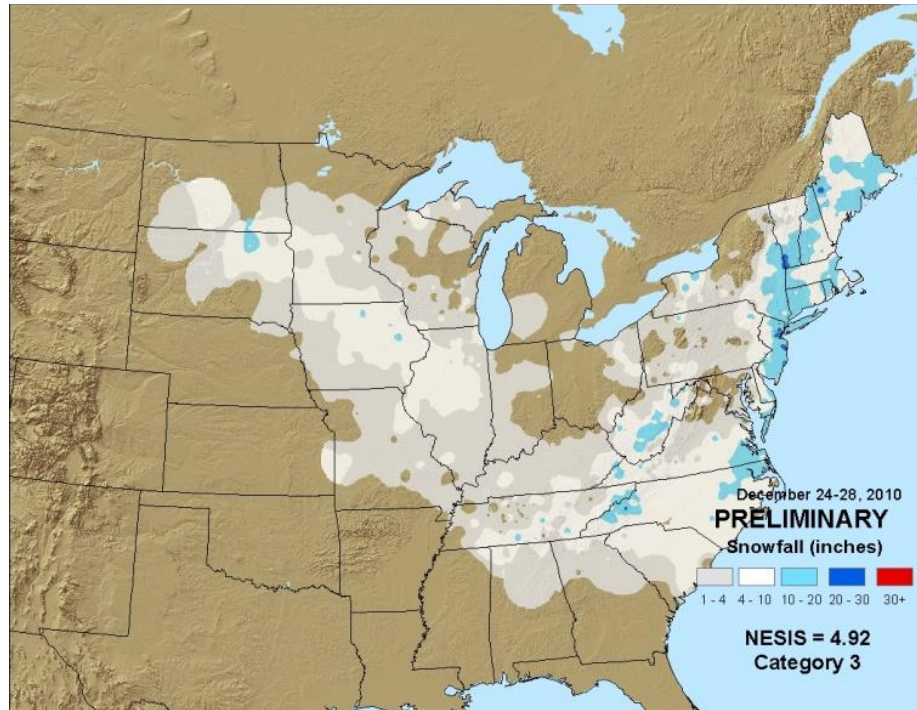 December 24-28, 2010
PRELIMINARY
Snowfall (inches)
1 - 4 4 - 10 10 - 20 20 - 30 30+
NESIS = 4.92
Category 3